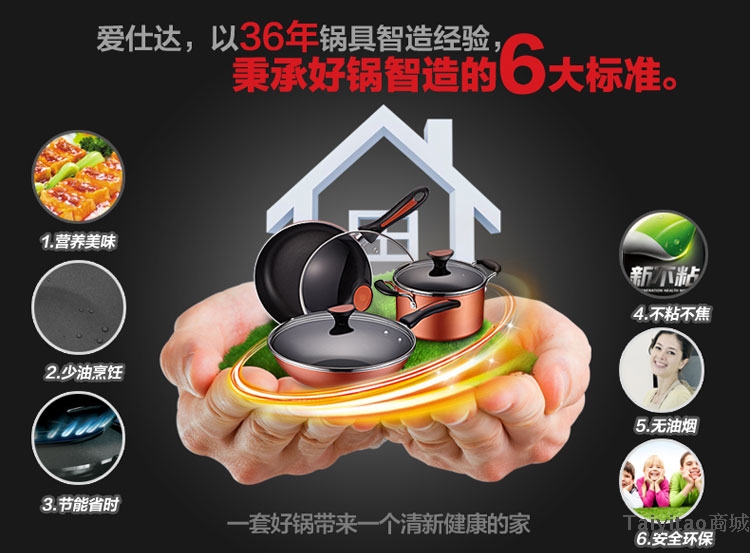 爱仕达，以36年锅具智造经验，
秉承好锅智造的6大标准。
1.营养美味
2.少油烹饪
3.节能省时
新不粘
4.不粘不焦
5.无油烟
6.安全环保
Taiyitao商城
一套好锅带来一个清新健康的家